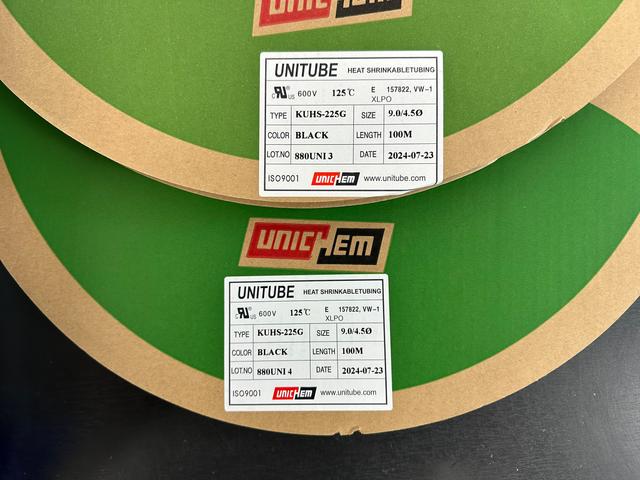 UNICHEM
UNITUBE HEAT SHRINKABLETUBING
c RU us 600V 125℃ E 157822, VW-1
XLPO
TYPE KUHS-225G SIZE 9.0/4.5Ø
COLOR BLACK LENGTH 100M
LOT.NO 880UNI 3 DATE 2024-07-23
ISO9001 UNICHEM www.unitube.com
UNICHEM
UNITUBE HEAT SHRINKABLETUBING
c RU us 600V 125℃ E 157822, VW-1
XLPO
TYPE KUHS-225G SIZE 9.0/4.5Ø
COLOR BLACK LENGTH 100M
LOT.NO 880UNI 4 DATE 2024-07-23
ISO9001 UNICHEM www.unitube.com